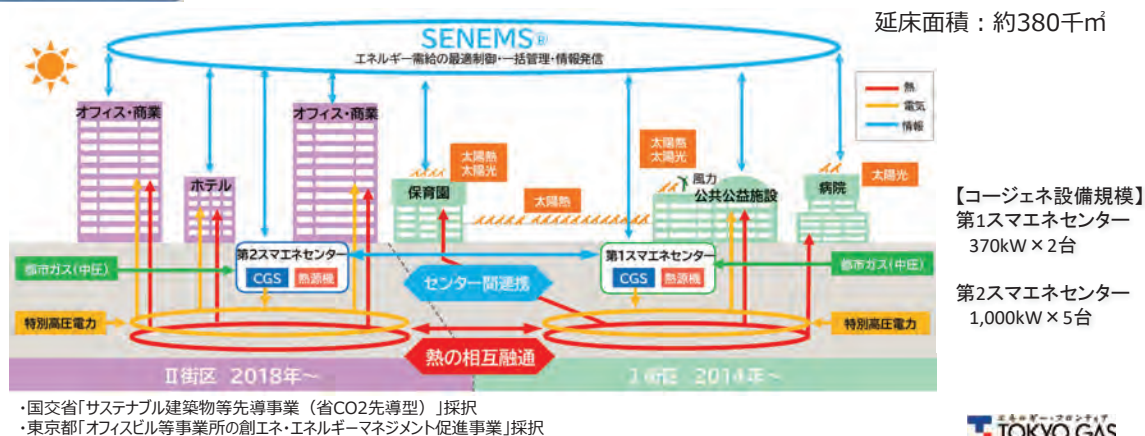 延床面積：約380千㎡
SENEMS®
エネルギー需給の最適制御・一括管理・情報発信
熱
電気
情報
オフィス・商業
オフィス・商業
ホテル
太陽熱
太陽光
保育園
太陽熱
太陽熱
太陽光
風力
公共公益施設
太陽光
病院
【コージェネ設備規模】
第1スマエネセンター
370kW×2台
第2スマエネセンター
1,000kW×5台
第2スマエネセンター
CGS 熱源機
第1スマエネセンター
CGS 熱源機
都市ガス(中圧)
都市ガス(中圧)
センター間連携
特別高圧電力
特別高圧電力
熱の相互融通
Ⅱ街区 2018年～
Ⅰ街区 2014年～
・国交省「サステナブル建築物等先導事業（省CO2先導型）」採択
・東京都「オフィスビル等事業所の創エネ・エネルギーマネジメント促進事業」採択
エネルギー・フロンティア
TOKYO GAS